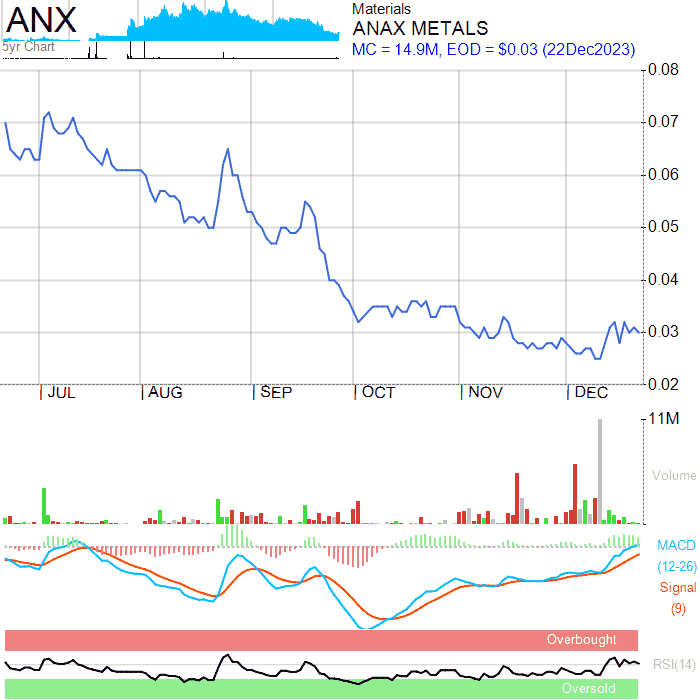 ANX
5yr Chart
Materials
ANAX METALS
MC = 14.9M, EOD = $0.03 (22Dec2023)
0.08
0.07
0.06
0.05
0.04
0.03
0.02
JUL AUG SEP OCT NOV DEC
11M
Volume
MACD
(12-26)
Signal
(9)
Overbought
RSI(14)
Oversold